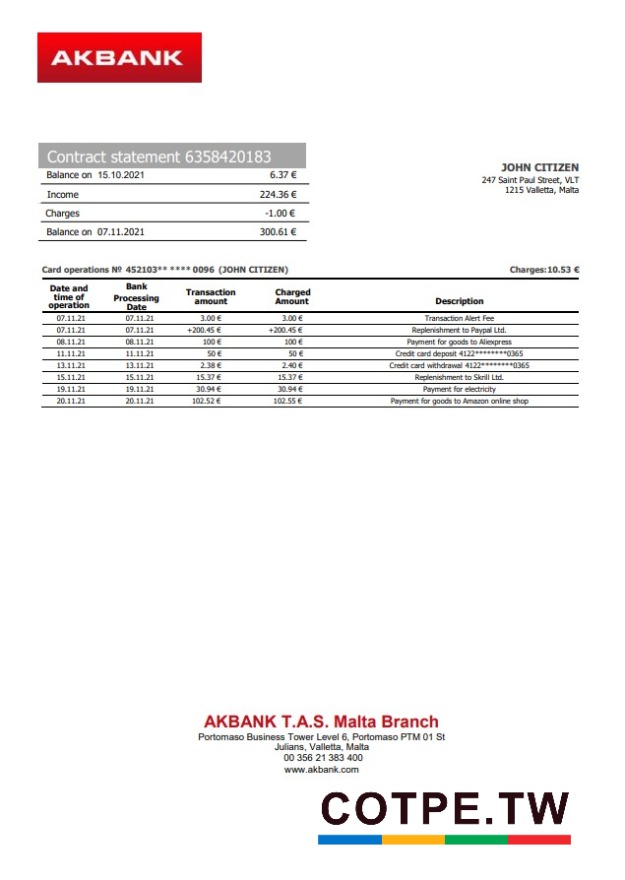 AKBANK
Contract statement 6358420183
Balance on 15.10.2021 6.37 €
Income 224.36 €
Charges -1.00 €
Balance on 07.11.2021 300.61 €
JOHN CITIZEN
247 Saint Paul Street, VLT
1215 Valletta, Malta
Card operations № 452103** **** 0096 (JOHN CITIZEN) Charges:10.53 €
Date and time of operation Bank Processing Date Transaction amount Charged Amount Description
07.11.21 07.11.21 3.00 € 3.00 € Transaction Alert Fee
07.11.21 07.11.21 +200.45 € +200.45 € Replenishment to Paypal Ltd.
08.11.21 08.11.21 100 € 100 € Payment for goods to Aliexpress
11.11.21 11.11.21 50 € 50 € Credit card deposit 4122********0365
13.11.21 13.11.21 2.38 € 2.40 € Credit card withdrawal 4122********0365
15.11.21 15.11.21 15.37 € 15.37 € Replenishment to Skrill Ltd.
19.11.21 19.11.21 30.94 € 30.94 € Payment for electricity
20.11.21 20.11.21 102.52 € 102.55 € Payment for goods to Amazon online shop
AKBANK T.A.S. Malta Branch
Portomaso Business Tower Level 6, Portomaso PTM 01 St
Julians, Valletta, Malta
00 356 21 383 400
www.akbank.com
COTPE.TW